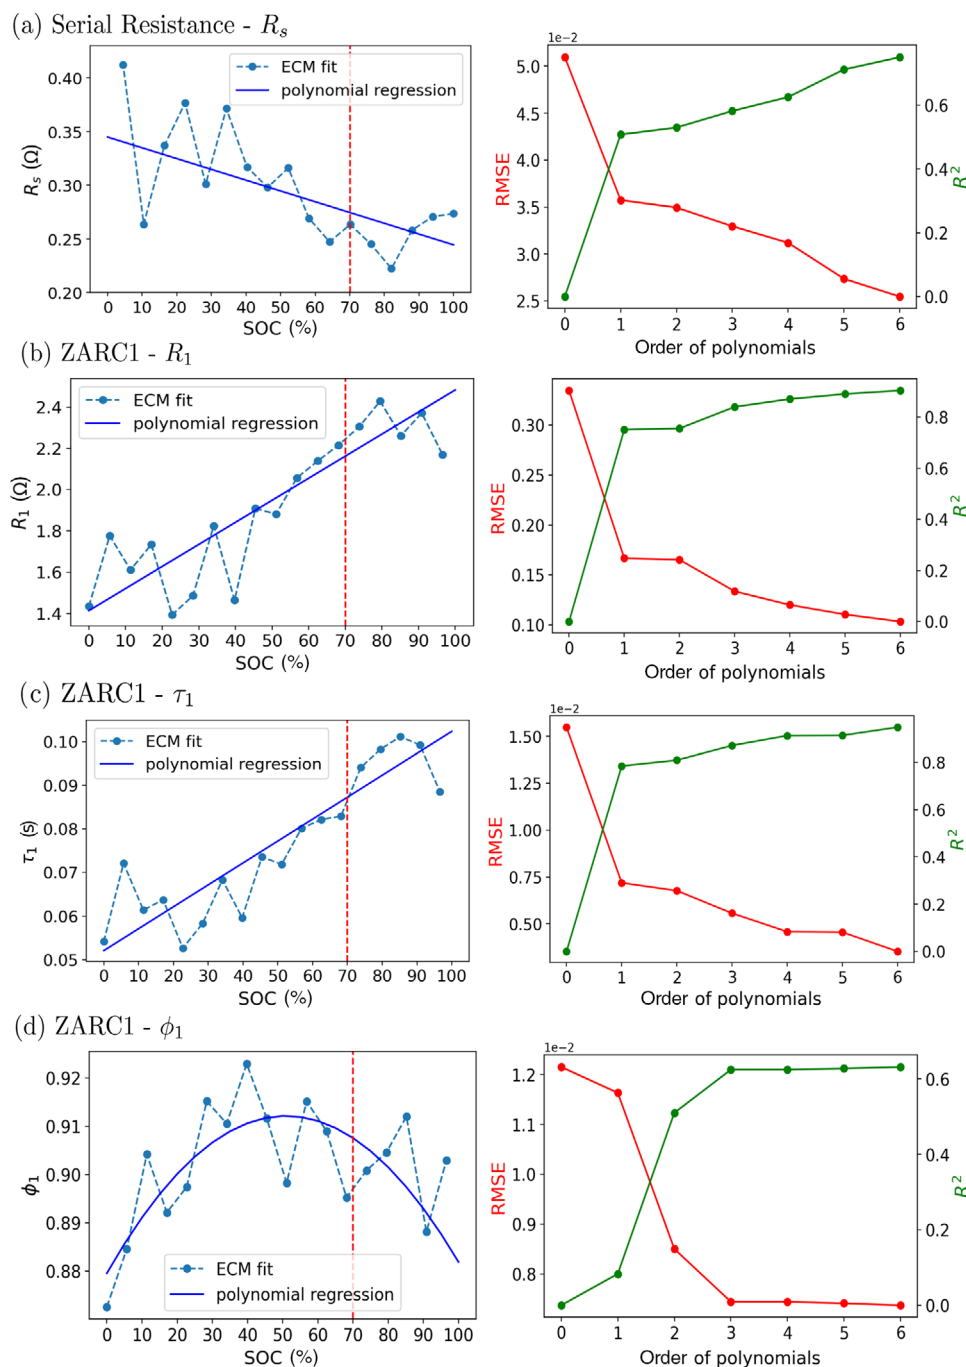 (a) Serial Resistance - Rₛ
ECM fit
polynomial regression
0.40
0.35
0.30
0.25
0.20
Rₛ (Ω)
0 10 20 30 40 50 60 70 80 90 100
SOC (%)
1e−2
5.0
4.5
4.0
3.5
3.0
2.5
RMSE
0.6
0.4
0.2
0.0
R²
0 1 2 3 4 5 6
Order of polynomials
(b) ZARC1 - R₁
ECM fit
polynomial regression
2.4
2.2
2.0
1.8
1.6
1.4
R₁ (Ω)
0 10 20 30 40 50 60 70 80 90 100
SOC (%)
0.30
0.25
0.20
0.15
0.10
RMSE
0.8
0.6
0.4
0.2
0.0
R²
0 1 2 3 4 5 6
Order of polynomials
(c) ZARC1 - τ₁
ECM fit
polynomial regression
0.10
0.09
0.08
0.07
0.06
0.05
τ₁ (s)
0 10 20 30 40 50 60 70 80 90 100
SOC (%)
1e−2
1.50
1.25
1.00
0.75
0.50
RMSE
0.8
0.6
0.4
0.2
0.0
R²
0 1 2 3 4 5 6
Order of polynomials
(d) ZARC1 - ϕ₁
0.92
0.91
0.90
0.89
0.88
ϕ₁
ECM fit
polynomial regression
0 10 20 30 40 50 60 70 80 90 100
SOC (%)
1e−2
1.2
1.1
1.0
0.9
0.8
RMSE
0.6
0.4
0.2
0.0
R²
0 1 2 3 4 5 6
Order of polynomials